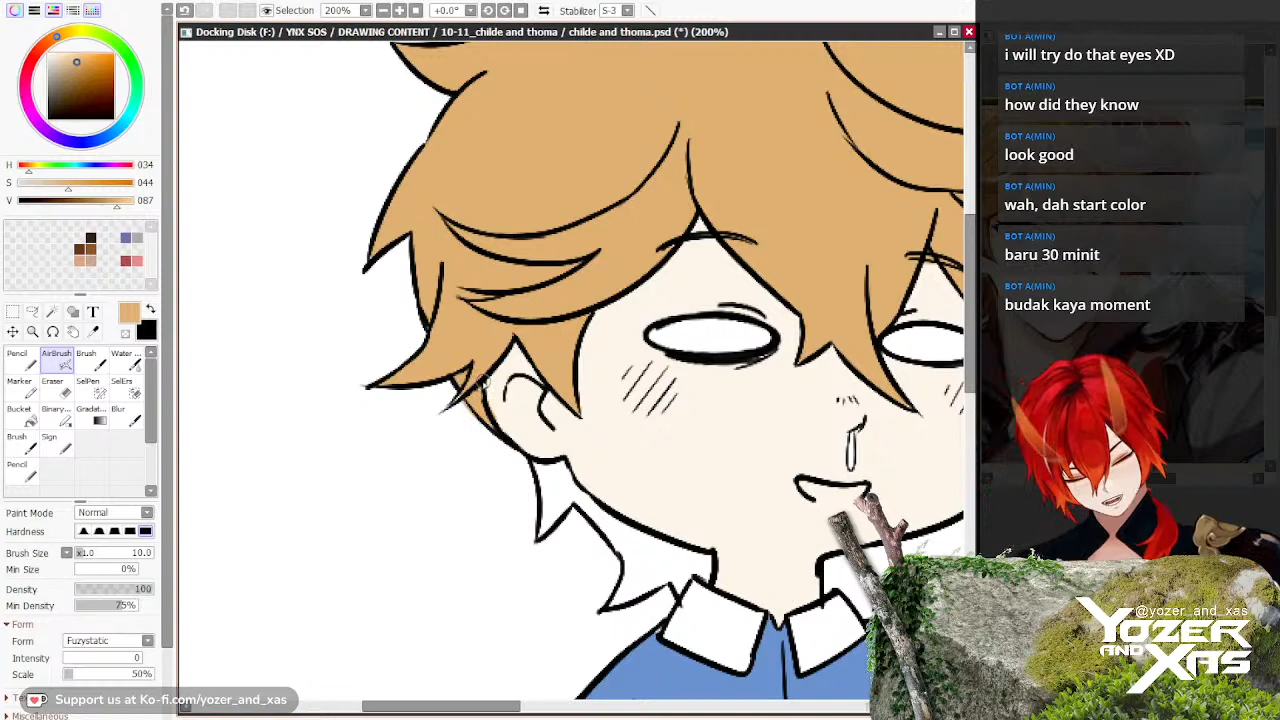 Selection
200%
+0.0°
Stabilizer
S-3
Docking Disk (F:) / YNX SOS / DRAWING CONTENT / 10-11_childe and thoma / childe and thoma.psd (*) (200%)
H
034
S
044
V
087
T
Pencil
AirBrush
Brush
Water ...
Marker
Eraser
SelPen
SelErs
Bucket
Binary...
Gradat...
Blur
Brush
Sign
Pencil
Paint Mode
Normal
Hardness
Brush Size
x1.0
10.0
Min Size
0%
Density
100
Min Density
75%
Form
Form
Fuzystatic
Intensity
0
Scale
50%
Miscellaneous
Support us at Ko-fi.com/yozer_and_xas
BOT A(MIN)
i will try do that eyes XD
BOT A(MIN)
how did they know
BOT A(MIN)
look good
BOT A(MIN)
wah, dah start color
BOT A(MIN)
baru 30 minit
BOT A(MIN)
budak kaya moment
@yozer_and_xas
YOZER
AND
XAS